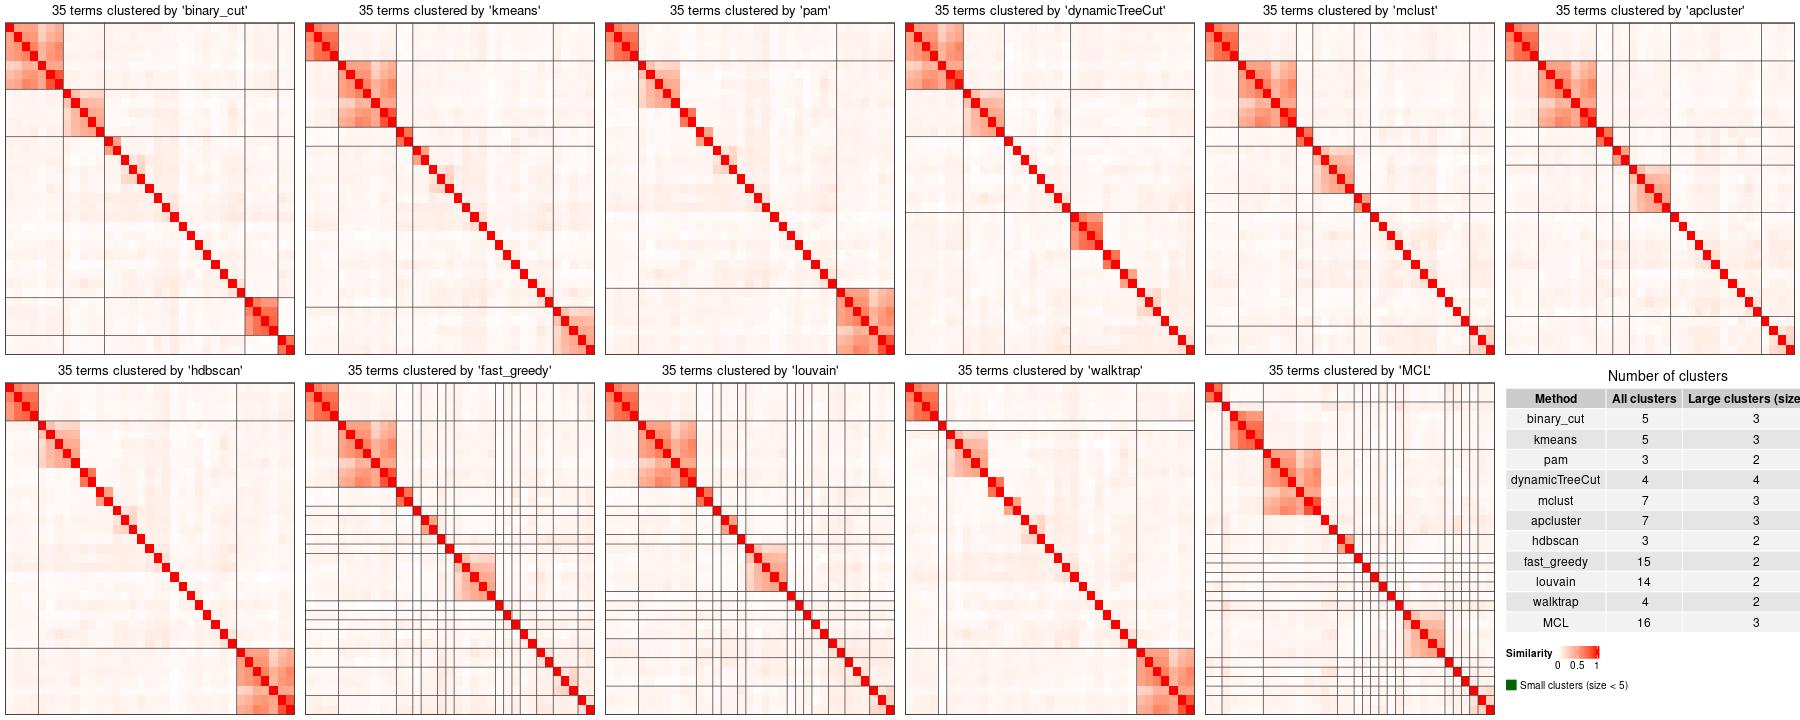 35 terms clustered by 'binary_cut'
35 terms clustered by 'kmeans'
35 terms clustered by 'pam'
35 terms clustered by 'dynamicTreeCut'
35 terms clustered by 'mclust'
35 terms clustered by 'apcluster'
35 terms clustered by 'hdbscan'
35 terms clustered by 'fast_greedy'
35 terms clustered by 'louvain'
35 terms clustered by 'walktrap'
35 terms clustered by 'MCL'
Number of clusters
Method All clusters Large clusters (size
binary_cut 5 3
kmeans 5 3
pam 3 2
dynamicTreeCut 4 4
mclust 7 3
apcluster 7 3
hdbscan 3 2
fast_greedy 15 2
louvain 14 2
walktrap 4 2
MCL 16 3
Similarity
0 0.5 1
Small clusters (size < 5)